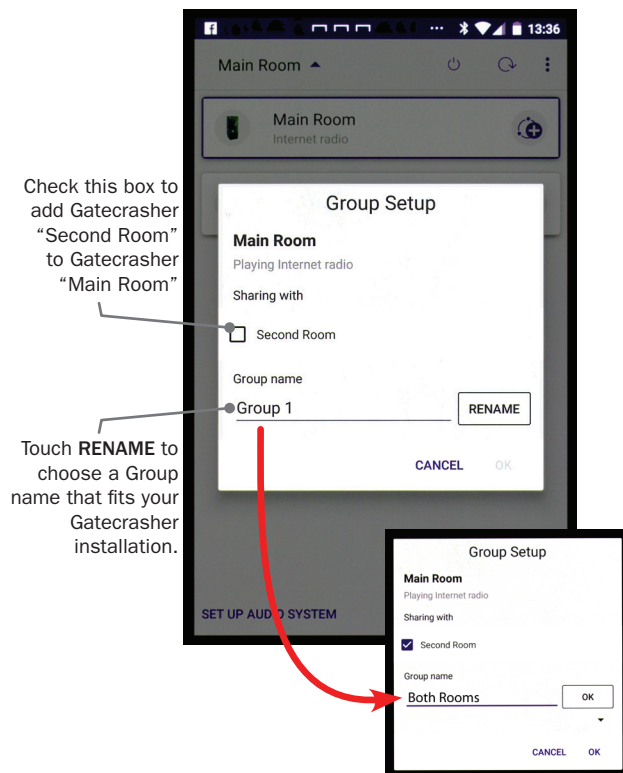 13:36
Main Room
Main Room
Internet radio
Check this box to
add Gatecrasher
“Second Room”
to Gatecrasher
“Main Room”
Group Setup
Main Room
Playing Internet radio
Sharing with
Second Room
Group name
Group 1
RENAME
CANCEL OK
Touch RENAME to
choose a Group
name that fits your
Gatecrasher
installation.
SET UP AUDIO SYSTEM
Group Setup
Main Room
Playing Internet radio
Sharing with
Second Room
Group name
Both Rooms
OK
CANCEL OK